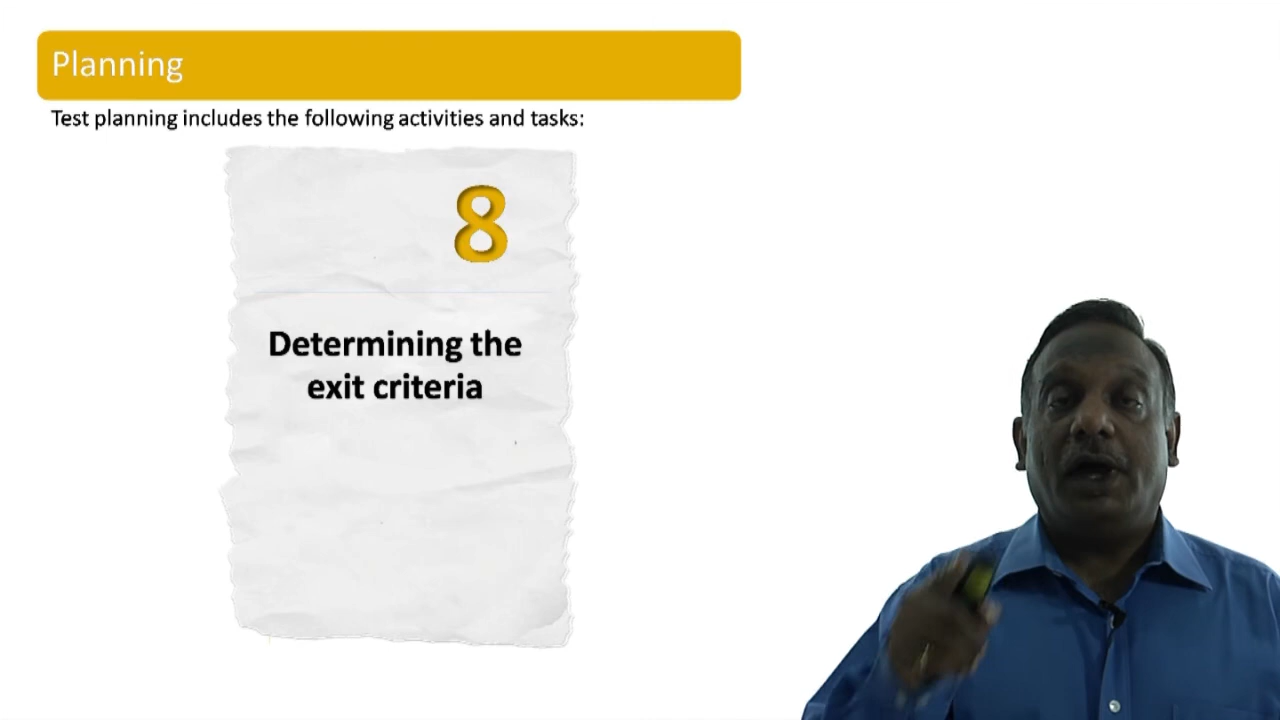 Planning
Test planning includes the following activities and tasks:
8
Determining the
exit criteria